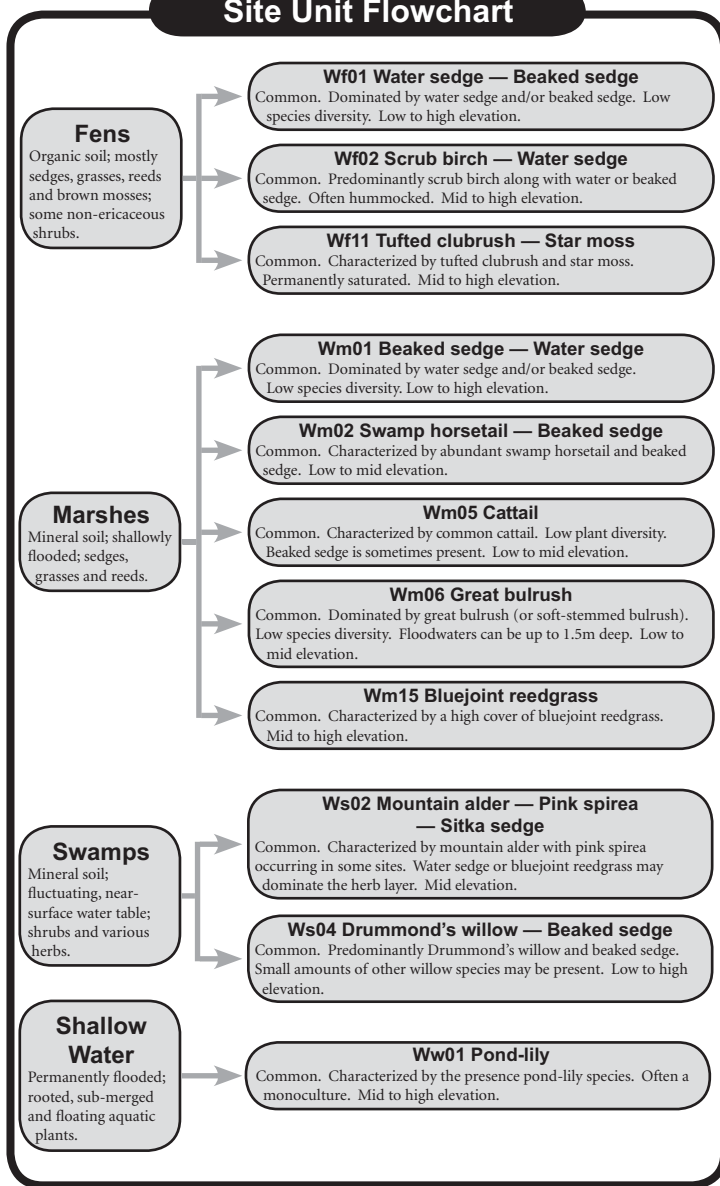 Site Unit Flowchart
Fens
Organic soil; mostly
sedges, grasses, reeds
and brown mosses;
some non-ericaceous
shrubs.
Wf01 Water sedge — Beaked sedge
Common. Dominated by water sedge and/or beaked sedge. Low
species diversity. Low to high elevation.
Wf02 Scrub birch — Water sedge
Common. Predominantly scrub birch along with water or beaked
sedge. Often hummocked. Mid to high elevation.
Wf11 Tufted clubrush — Star moss
Common. Characterized by tufted clubrush and star moss.
Permanently saturated. Mid to high elevation.
Marshes
Mineral soil; shallowly
flooded; sedges,
grasses and reeds.
Wm01 Beaked sedge — Water sedge
Common. Dominated by water sedge and/or beaked sedge.
Low species diversity. Low to high elevation.
Wm02 Swamp horsetail — Beaked sedge
Common. Characterized by abundant swamp horsetail and beaked
sedge. Low to mid elevation.
Wm05 Cattail
Common. Characterized by common cattail. Low plant diversity.
Beaked sedge is sometimes present. Low to mid elevation.
Wm06 Great bulrush
Common. Dominated by great bulrush (or soft-stemmed bulrush).
Low species diversity. Floodwaters can be up to 1.5m deep. Low to
mid elevation.
Wm15 Bluejoint reedgrass
Common. Characterized by a high cover of bluejoint reedgrass.
Mid to high elevation.
Swamps
Mineral soil;
fluctuating, near-
surface water table;
shrubs and various
herbs.
Ws02 Mountain alder — Pink spirea
— Sitka sedge
Common. Characterized by mountain alder with pink spirea
occurring in some sites. Water sedge or bluejoint reedgrass may
dominate the herb layer. Mid elevation.
Ws04 Drummond's willow — Beaked sedge
Common. Predominantly Drummond's willow and beaked sedge.
Small amounts of other willow species may be present. Low to high
elevation.
Shallow
Water
Permanently flooded;
rooted, sub-merged
and floating aquatic
plants.
Ww01 Pond-lily
Common. Characterized by the presence pond-lily species. Often a
monoculture. Mid to high elevation.